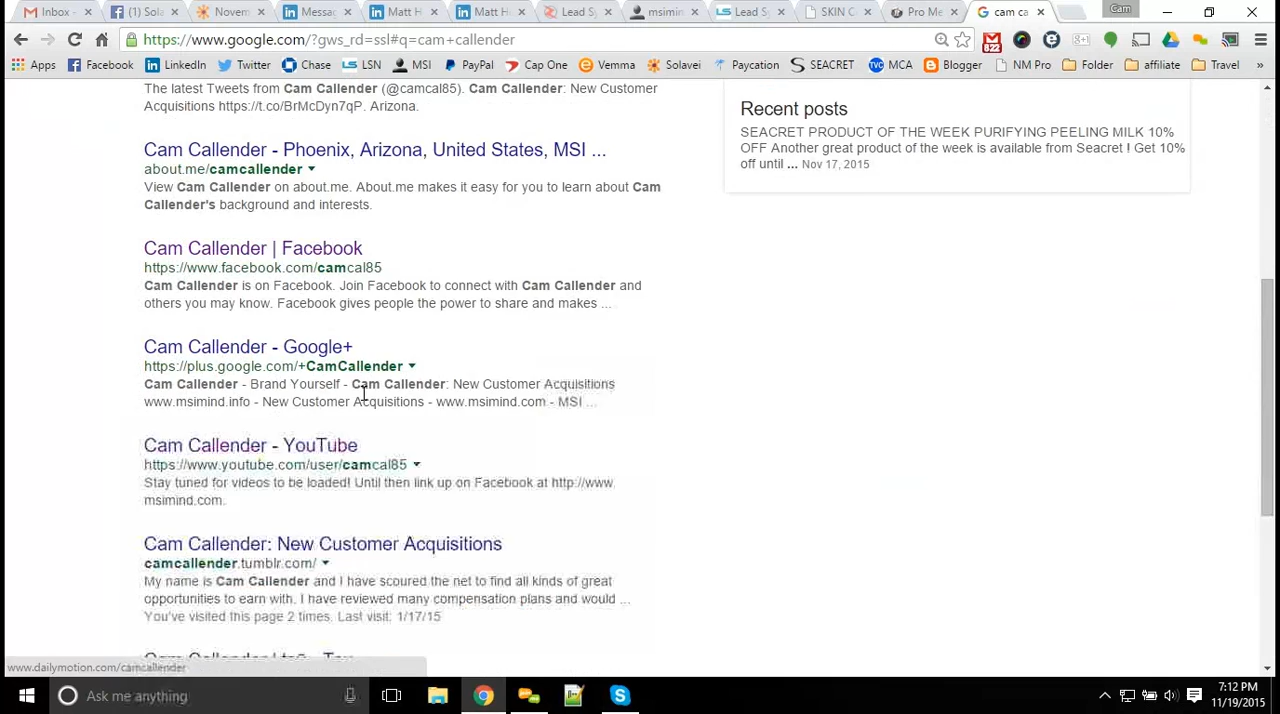 Inbox -
f (1) Sola
Novem
Messa
Matt H
Matt H
Lead S
msimin
Lead S
SKIN C
Pro Me
cam ca
Cam
https://www.google.com/?gws_rd=ssl#q=cam+callender
822
g+1
Apps
Facebook
LinkedIn
Twitter
Chase
LSN
MSI
PayPal
Cap One
Vemma
Solavei
Paycation
SEACRET
MCA
Blogger
NM Pro
Folder
affiliate
Travel
»
The latest Tweets from Cam Callender (@camcal85). Cam Callender: New Customer
Acquisitions https://t.co/BrMcDyn7qP. Arizona.
Cam Callender - Phoenix, Arizona, United States, MSI ...
about.me/camcallender
View Cam Callender on about.me. About.me makes it easy for you to learn about Cam
Callender's background and interests.
Cam Callender | Facebook
https://www.facebook.com/camcal85
Cam Callender is on Facebook. Join Facebook to connect with Cam Callender and
others you may know. Facebook gives people the power to share and makes ...
Cam Callender - Google+
https://plus.google.com/+CamCallender
Cam Callender - Brand Yourself - Cam Callender: New Customer Acquisitions
www.msimind.info - New Customer Acquisitions - www.msimind.com - MSI ...
Cam Callender - YouTube
https://www.youtube.com/user/camcal85
Stay tuned for videos to be loaded! Until then link up on Facebook at http://www
msimind.com.
Cam Callender: New Customer Acquisitions
camcallender.tumblr.com/
My name is Cam Callender and I have scoured the net to find all kinds of great
opportunities to earn with. I have reviewed many compensation plans and would ...
You've visited this page 2 times. Last visit: 1/17/15
Recent posts
SEACRET PRODUCT OF THE WEEK PURIFYING PEELING MILK 10%
OFF Another great product of the week is available from Seacret ! Get 10%
off until ... Nov 17, 2015
www.dailymotion.com/camcallender
Ask me anything
7:12 PM
11/19/2015